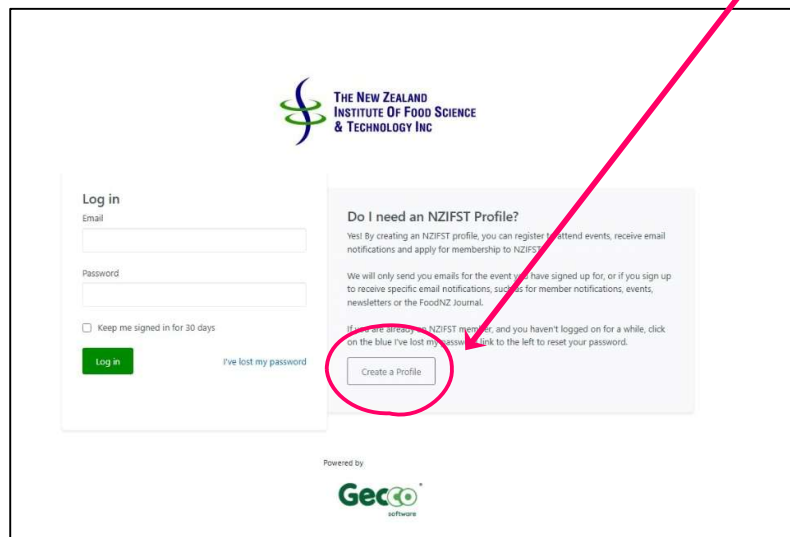 THE NEW ZEALAND
INSTITUTE OF FOOD SCIENCE
& TECHNOLOGY INC
Log in
Email
Password
Keep me signed in for 30 days
Log in
I've lost my password
Do I need an NZIFST Profile?
Yes! By creating an NZIFST profile, you can register to attend events, receive email
notifications and apply for membership to NZIFST
We will only send you emails for the event you have signed up for, or if you sign up
to receive specific email notifications, such as for member notifications, events,
newsletters or the FoodNZ Journal.
If you are already an NZIFST member, and you haven't logged on for a while, click
on the blue I've lost my password link to the left to reset your password.
Create a Profile
Powered by
Gecco
software